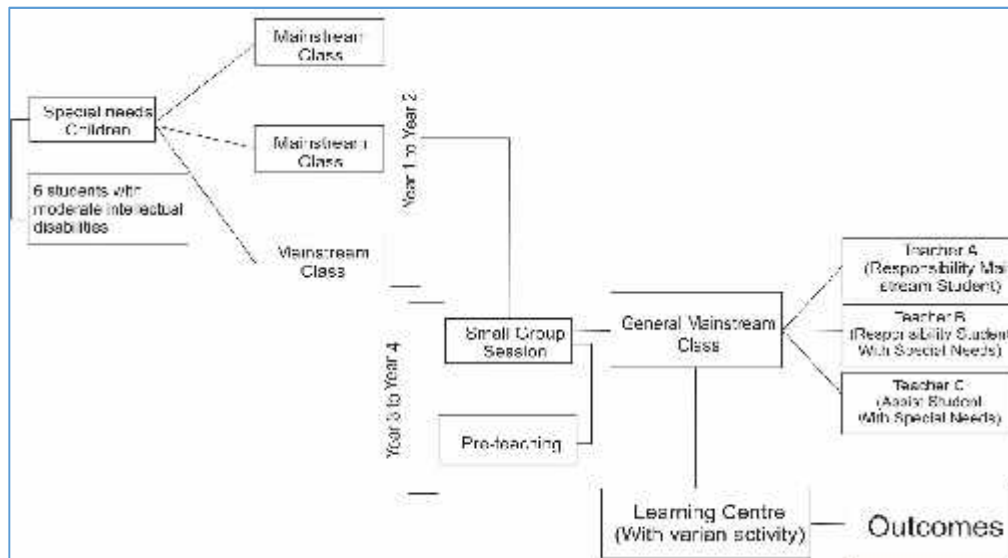 Mainstream
Class
Special needs
Children
Mainstream
Class
6 students with
moderate intellectual
disabilities
Mainstream
Class
Year 1 to Year 2
Year 3 to Year 4
Small Group
Session
Pre-teaching
General Mainstream
Class
Teacher A
(Responsibility Mai
stream Student)
Teacher B
(Responsibility Student
With Special Needs)
Teacher C
(Assist Student
With Special Needs)
Learning Centre
(With varian activity)
Outcomes